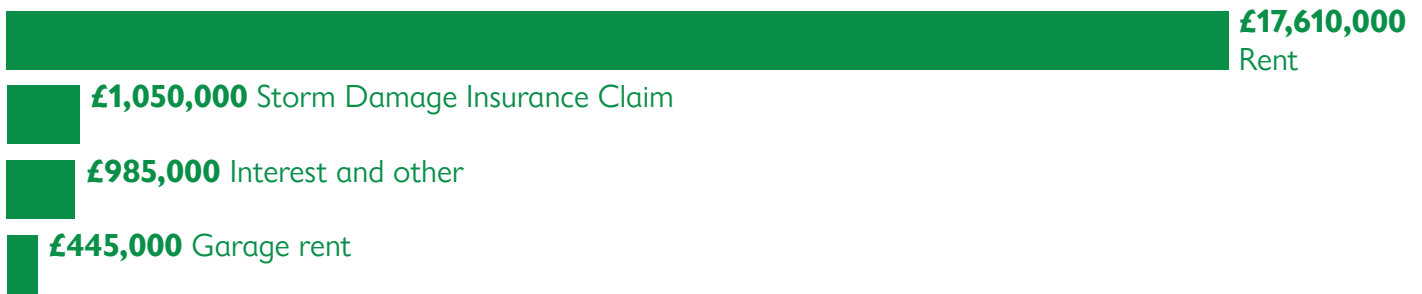 £17,610,000
Rent
£1,050,000 Storm Damage Insurance Claim
£985,000 Interest and other
£445,000 Garage rent